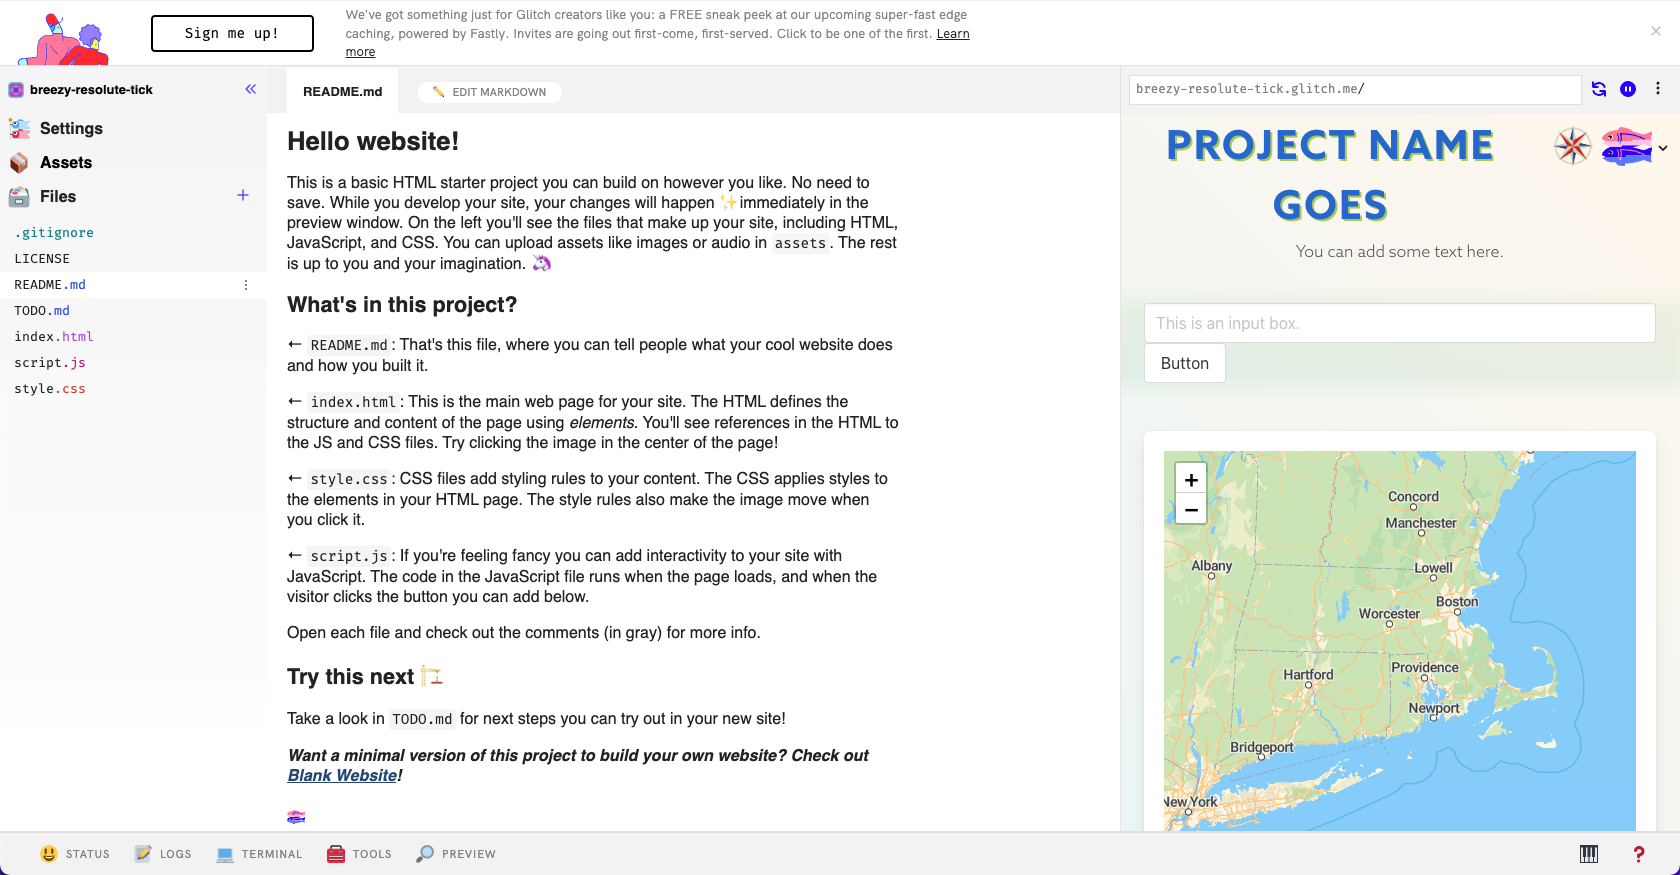 Sign me up!
We've got something just for Glitch creators like you: a FREE sneak peek at our upcoming super-fast edge
caching, powered by Fastly. Invites are going out first-come, first-served. Click to be one of the first. Learn
more
breezy-resolute-tick
Settings
Assets
Files
.gitignore
LICENSE
README.md
TODO.md
index.html
script.js
style.css
README.md
EDIT MARKDOWN
Hello website!
This is a basic HTML starter project you can build on however you like. No need to
save. While you develop your site, your changes will happen ✨immediately in the
preview window. On the left you'll see the files that make up your site, including HTML,
JavaScript, and CSS. You can upload assets like images or audio in assets. The rest
is up to you and your imagination. 🦄
What's in this project?
← README.md: That's this file, where you can tell people what your cool website does
and how you built it.
← index.html: This is the main web page for your site. The HTML defines the
structure and content of the page using elements. You'll see references in the HTML to
the JS and CSS files. Try clicking the image in the center of the page!
← style.css: CSS files add styling rules to your content. The CSS applies styles to
the elements in your HTML page. The style rules also make the image move when
you click it.
← script.js: If you're feeling fancy you can add interactivity to your site with
JavaScript. The code in the JavaScript file runs when the page loads, and when the
visitor clicks the button you can add below.
Open each file and check out the comments (in gray) for more info.
Try this next 🏗
Take a look in TODO.md for next steps you can try out in your new site!
Want a minimal version of this project to build your own website? Check out
Blank Website!
breezy-resolute-tick.glitch.me/
PROJECT NAME
GOES
You can add some text here.
This is an input box.
Button
+
−
Concord
Manchester
Albany
Lowell
Boston
Worcester
Providence
Hartford
Newport
Bridgeport
New York
STATUS
LOGS
TERMINAL
TOOLS
PREVIEW
?